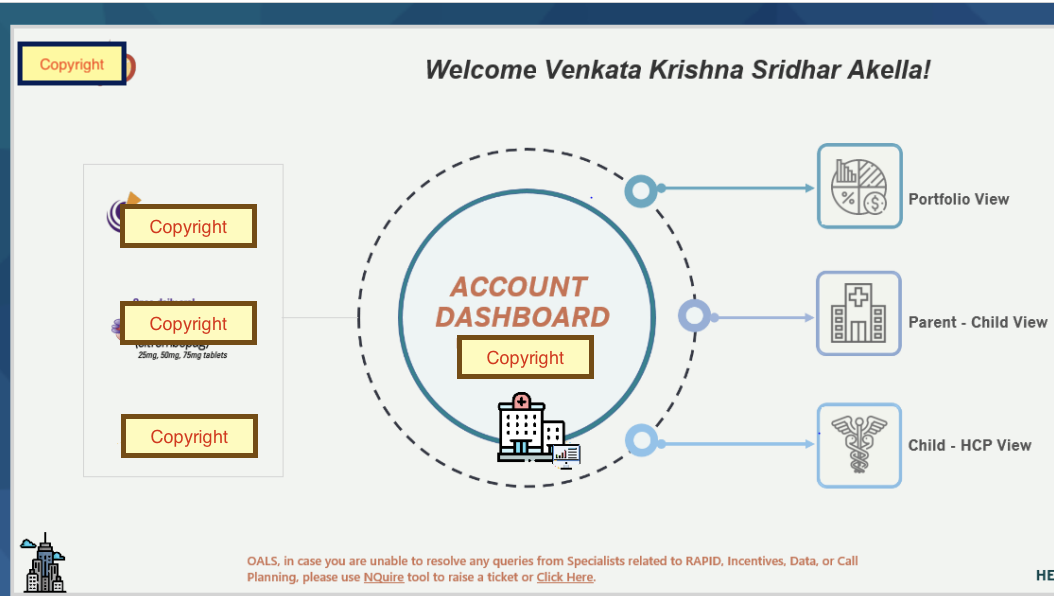 Copyright
Welcome Venkata Krishna Sridhar Akella!
Copyright
Copyright
25mg, 50mg, 75mg tablets
Copyright
ACCOUNT
DASHBOARD
Copyright
Portfolio View
Parent - Child View
Child - HCP View
OALS, in case you are unable to resolve any queries from Specialists related to RAPID, Incentives, Data, or Call
Planning, please use NQuire tool to raise a ticket or Click Here.
HE